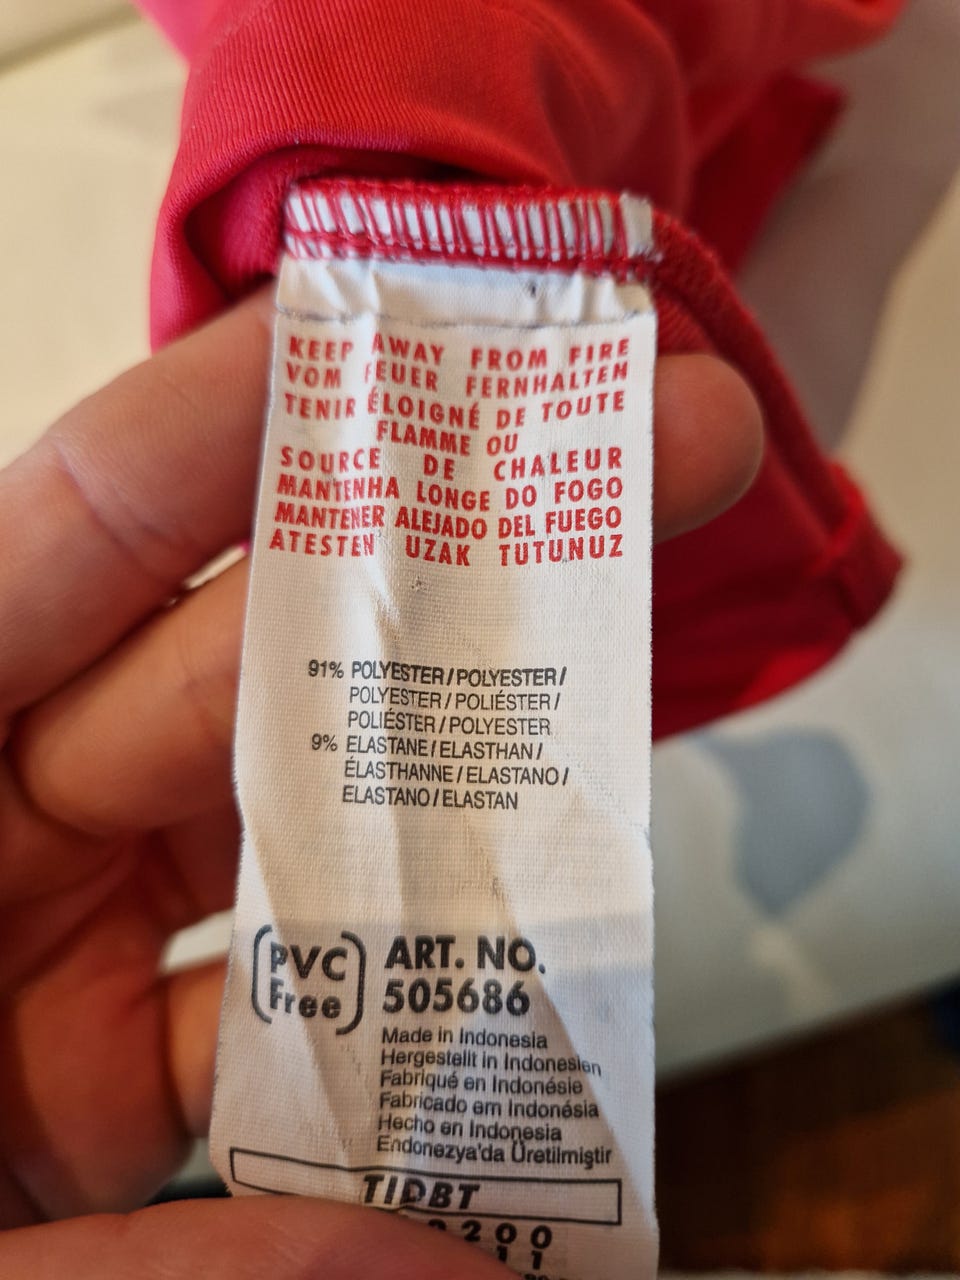 KEEP AWAY FROM FIRE
VOM FEUER FERNHALTEN
TENIR ÉLOIGNÉ DE TOUTE
FLAMME OU
SOURCE DE CHALEUR
MANTENHA LONGE DO FOGO
MANTENER ALEJADO DEL FUEGO
ATESTEN UZAK TUTUNUZ
91% POLYESTER/POLYESTER/
POLYESTER/POLIÉSTER/
POLIÉSTER/POLYESTER
9% ELASTANE/ELASTHAN/
ÉLASTHANNE/ELASTANO/
ELASTANO/ELASTAN
PVC
Free
ART. NO.
505686
Made in Indonesia
Hergestellt in Indonesien
Fabriqué en Indonésie
Fabricado em Indonésia
Hecho en Indonesia
Endonezya'da Üretilmiştir
TIDBT